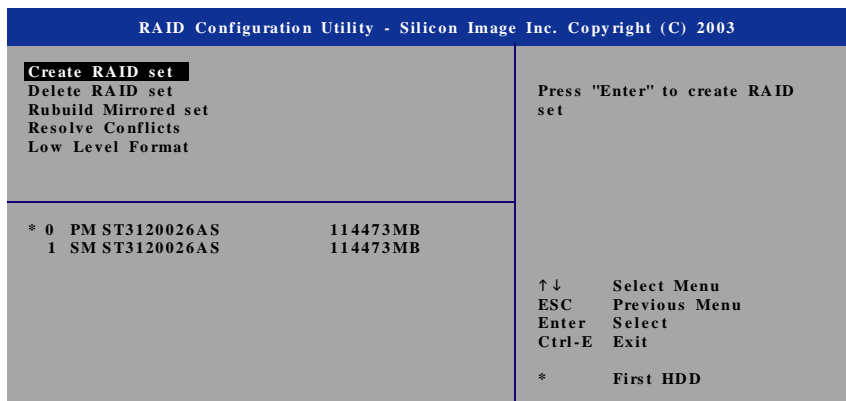 RAID Configuration Utility - Silicon Image Inc. Copyright (C) 2003
Create RAID set
Delete RAID set
Rubuild Mirrored set
Resolve Conflicts
Low Level Format
Press "Enter" to create RAID
set
* 0 PM ST3120026AS 114473MB
1 SM ST3120026AS 114473MB
↑↓ Select Menu
ESC Previous Menu
Enter Select
Ctrl-E Exit
* First HDD